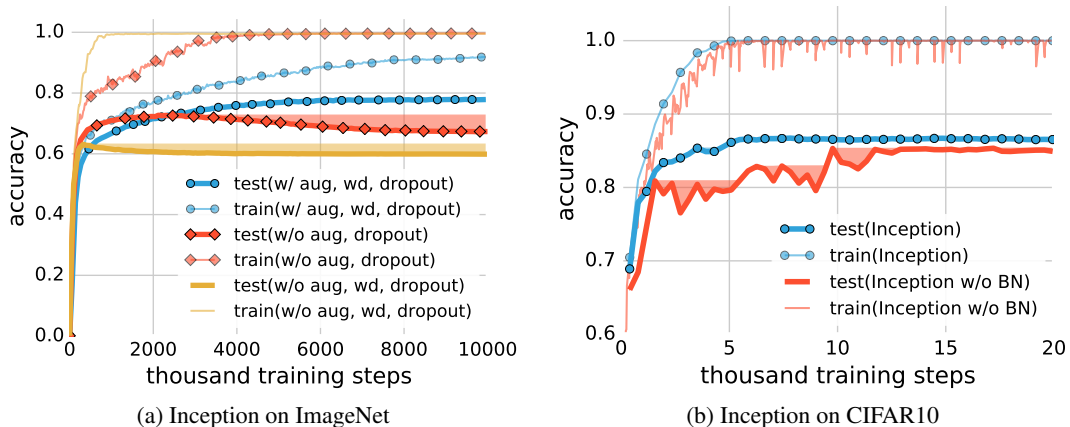 1.0
0.8
0.6
0.4
0.2
0.0
accuracy
test(w/ aug, wd, dropout)
train(w/ aug, wd, dropout)
test(w/o aug, dropout)
train(w/o aug, dropout)
test(w/o aug, wd, dropout)
train(w/o aug, wd, dropout)
0 2000 4000 6000 8000 10000
thousand training steps
(a) Inception on ImageNet
1.0
0.9
0.8
0.7
0.6
accuracy
test(Inception)
train(Inception)
test(Inception w/o BN)
train(Inception w/o BN)
0 5 10 15 20
thousand training steps
(b) Inception on CIFAR10